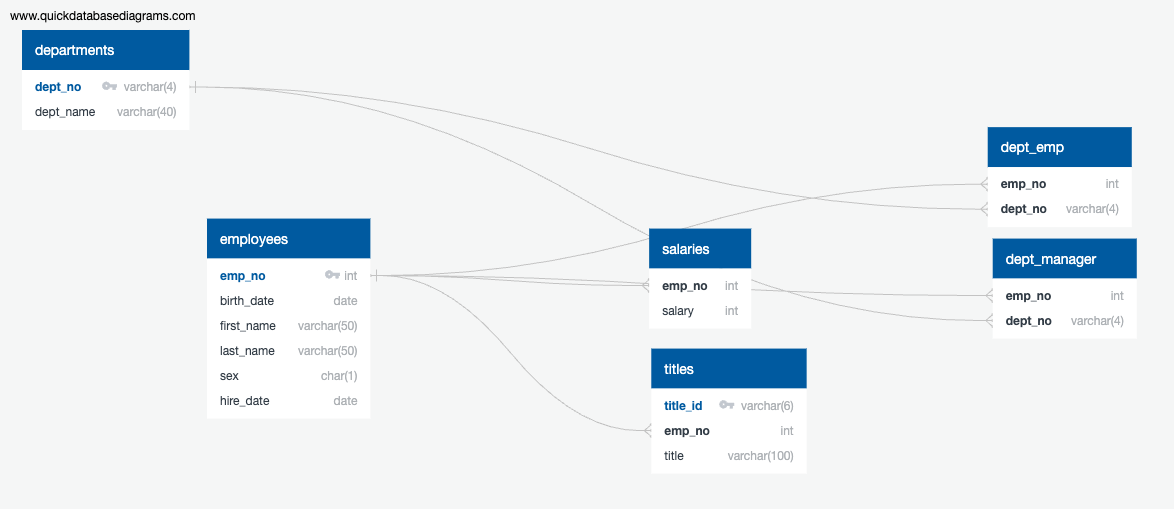 www.quickdatabasediagrams.com
departments
dept_no varchar(4)
dept_name varchar(40)
employees
emp_no int
birth_date date
first_name varchar(50)
last_name varchar(50)
sex char(1)
hire_date date
salaries
emp_no int
salary int
titles
title_id varchar(6)
emp_no int
title varchar(100)
dept_emp
emp_no int
dept_no varchar(4)
dept_manager
emp_no int
dept_no varchar(4)